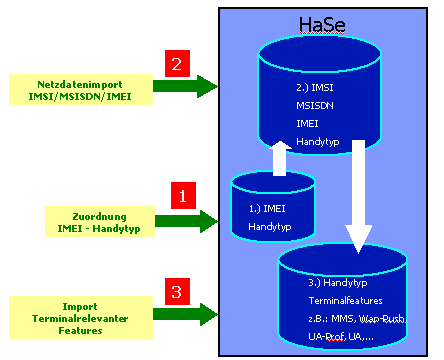 HaSe
2
Netzdatenimport
IMSI/MSISDN/IMEI
2.) IMSI
MSISDN
IMEI
Handytyp
1
Zuordnung
IMEI - Handytyp
1.) IMEI
Handytyp
3
Import
Terminalrelevanter
Features
3.) Handytyp
Terminalfeatures
z.B.: MMS, Wap-Push,
UA-Prof, UA,...